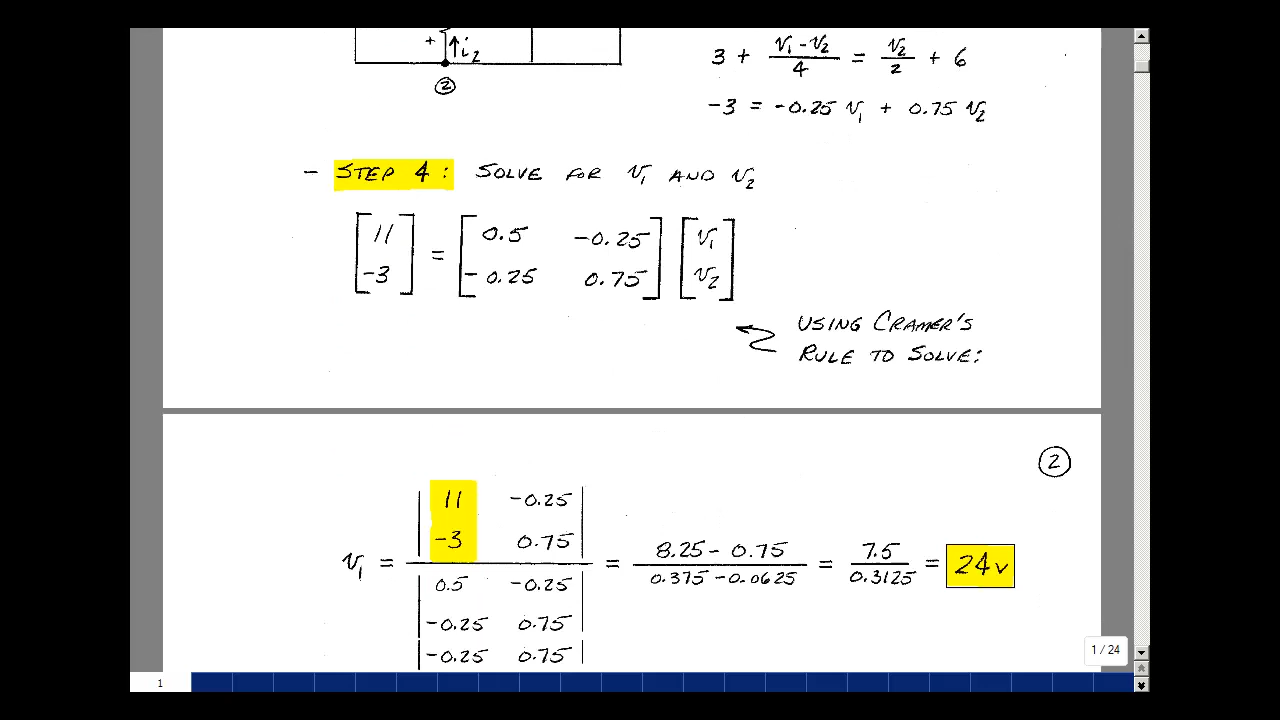 + i₂
②
3 + (v₁ - v₂)/4 = v₂/2 + 6
-3 = -0.25 v₁ + 0.75 v₂
- STEP 4: SOLVE FOR v₁ AND v₂
[11] = [0.5 -0.25] [v₁]
[-3] [-0.25 0.75] [v₂]
USING CRAMER'S
RULE TO SOLVE:
②
|11 -0.25|
|-3 0.75|
v₁ = ――― = (8.25 - 0.75)/(0.375 - 0.0625) = 7.5/0.3125 = 24v
|0.5 -0.25|
|-0.25 0.75|
|-0.25 0.75|
1 / 24
1